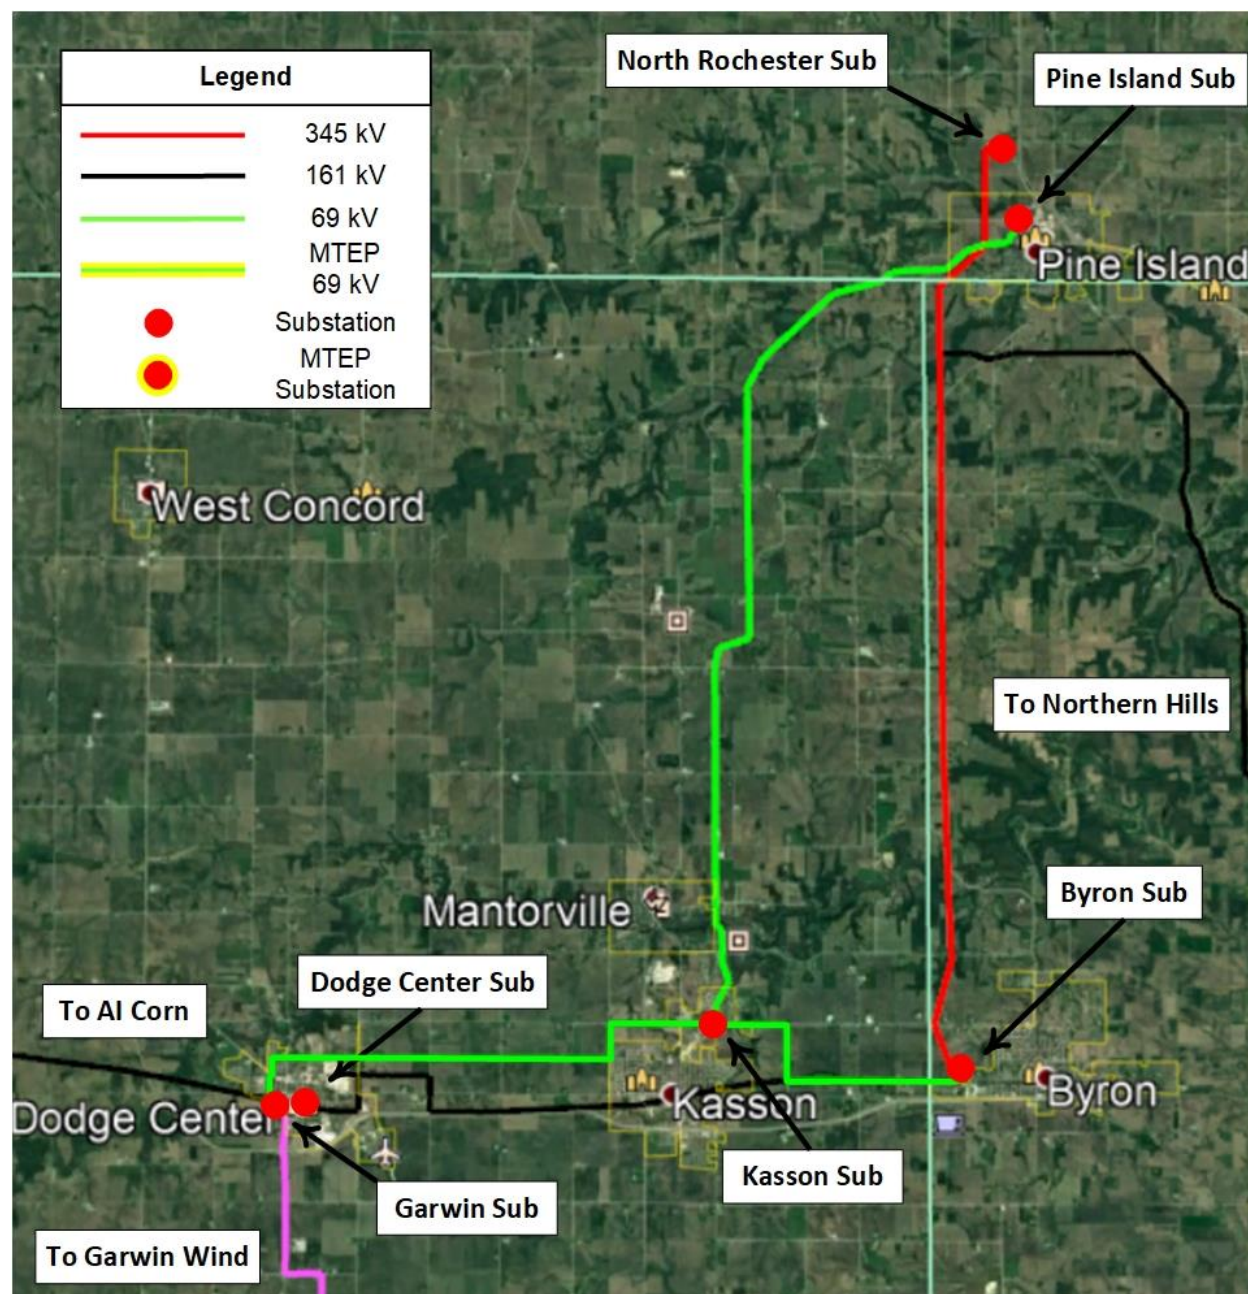 Legend
345 kV
161 kV
69 kV
MTEP
69 kV
Substation
MTEP
Substation
North Rochester Sub
Pine Island Sub
Pine Island
West Concord
To Northern Hills
Mantorville
Byron Sub
Dodge Center Sub
To Al Corn
Dodge Center
Kasson
Byron
Kasson Sub
Garwin Sub
To Garwin Wind